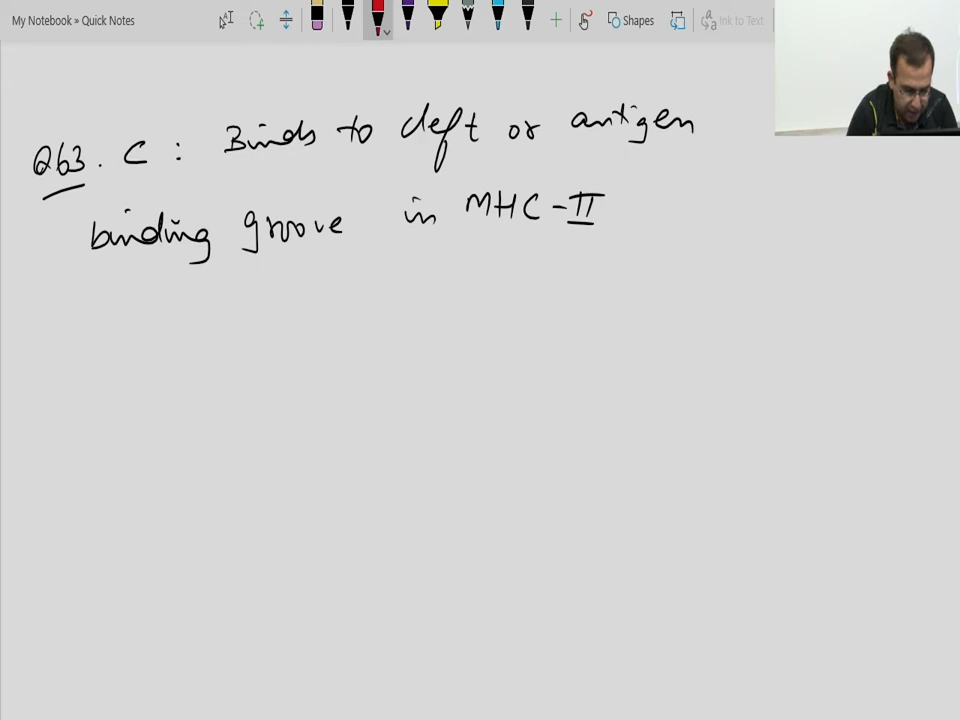 My Notebook » Quick Notes
Shapes
Ink to Text
Q63. C : Binds to cleft or antigen
binding groove in MHC-II